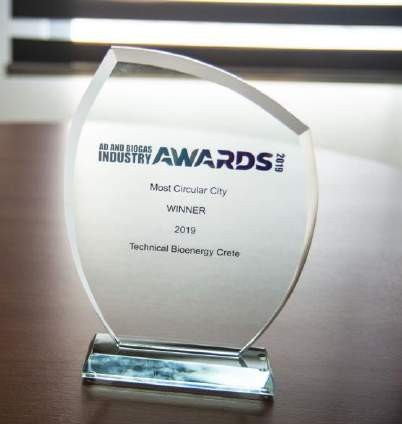 AD AND BIOGAS
INDUSTRY AWARDS 2019
Most Circular City
WINNER
2019
Technical Bioenergy Crete